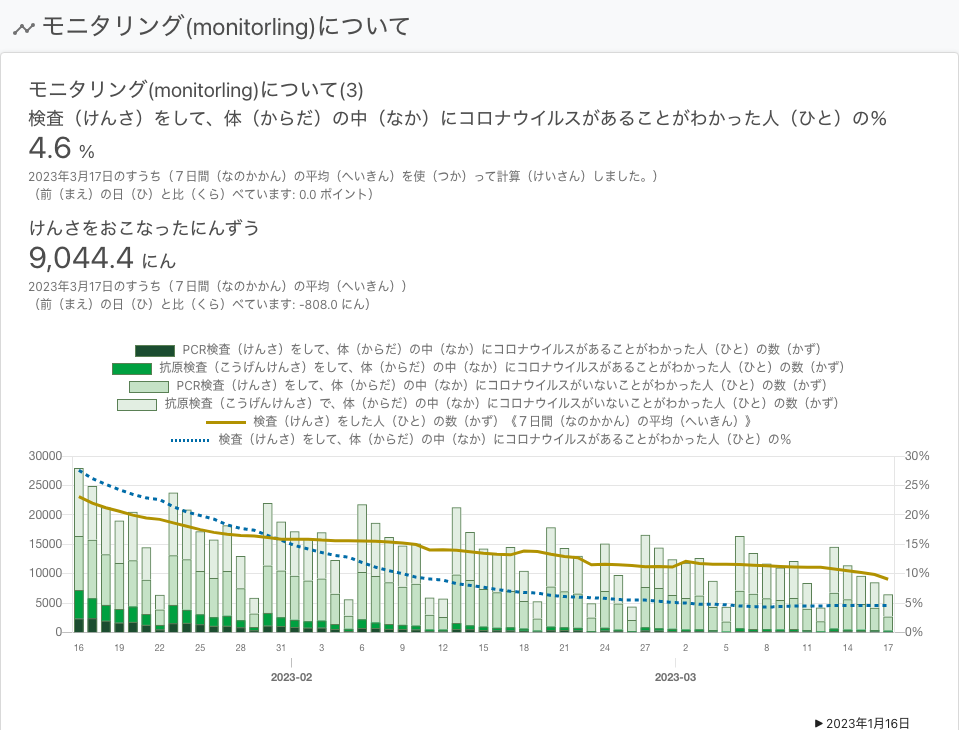 モニタリング(monitorling)について
モニタリング(monitorling)について(3)
検査（けんさ）をして、体（からだ）の中（なか）にコロナウイルスがあることがわかった人（ひと）の％
4.6 %
2023年3月17日のすうち（７日間（なのかかん）の平均（へいきん）を使（つか）って計算（けいさん）しました。）
（前（まえ）の日（ひ）と比（くら）べています: 0.0 ポイント）
けんさをおこなったにんずう
9,044.4 にん
2023年3月17日のすうち（７日間（なのかかん）の平均（へいきん））
（前（まえ）の日（ひ）と比（くら）べています: -808.0 にん）
PCR検査（けんさ）をして、体（からだ）の中（なか）にコロナウイルスがあることがわかった人（ひと）の数（かず）
抗原検査（こうげんけんさ）をして、体（からだ）の中（なか）にコロナウイルスがあることがわかった人（ひと）の数（かず）
PCR検査（けんさ）をして、体（からだ）の中（なか）にコロナウイルスがいないことがわかった人（ひと）の数（かず）
抗原検査（こうげんけんさ）で、体（からだ）の中（なか）にコロナウイルスがいないことがわかった人（ひと）の数（かず）
検査（けんさ）をした人（ひと）の数（かず）《７日間（なのかかん）の平均（へいきん）》
検査（けんさ）をして、体（からだ）の中（なか）にコロナウイルスがあることがわかった人（ひと）の％
30000 30%
25000 25%
20000 20%
15000 15%
10000 10%
5000 5%
0 0%
16 19 22 25 28 31 3 6 9 12 15 18 21 24 27 2 5 8 11 14 17
2023-02 2023-03
▶2023年1月16日